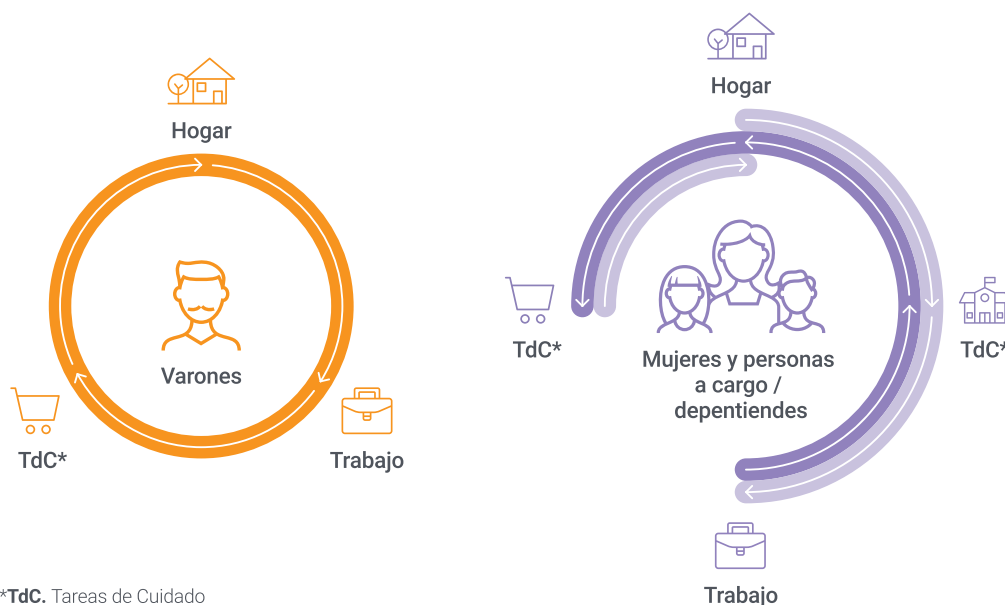 Hogar
Varones
TdC*
Trabajo
Hogar
TdC*
Mujeres y personas
a cargo /
depentiendes
TdC*
Trabajo
*TdC. Tareas de Cuidado